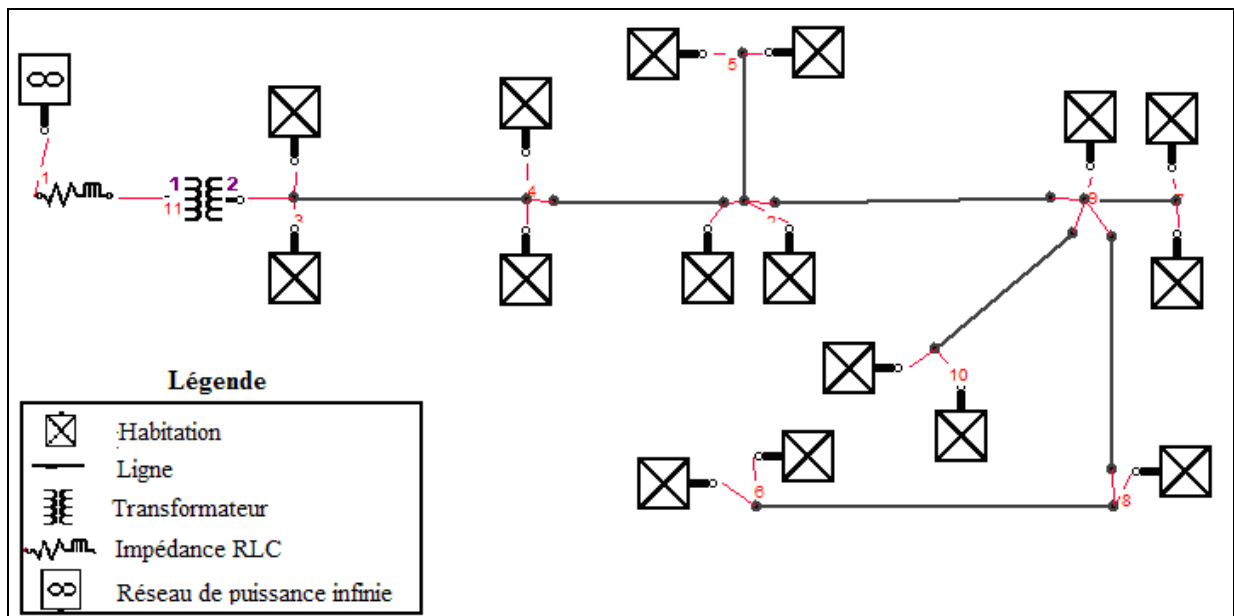 5
1
1
2
11
3
4
2
9
7
10
6
8
Légende
Habitation
Ligne
Transformateur
Impédance RLC
Réseau de puissance infinie